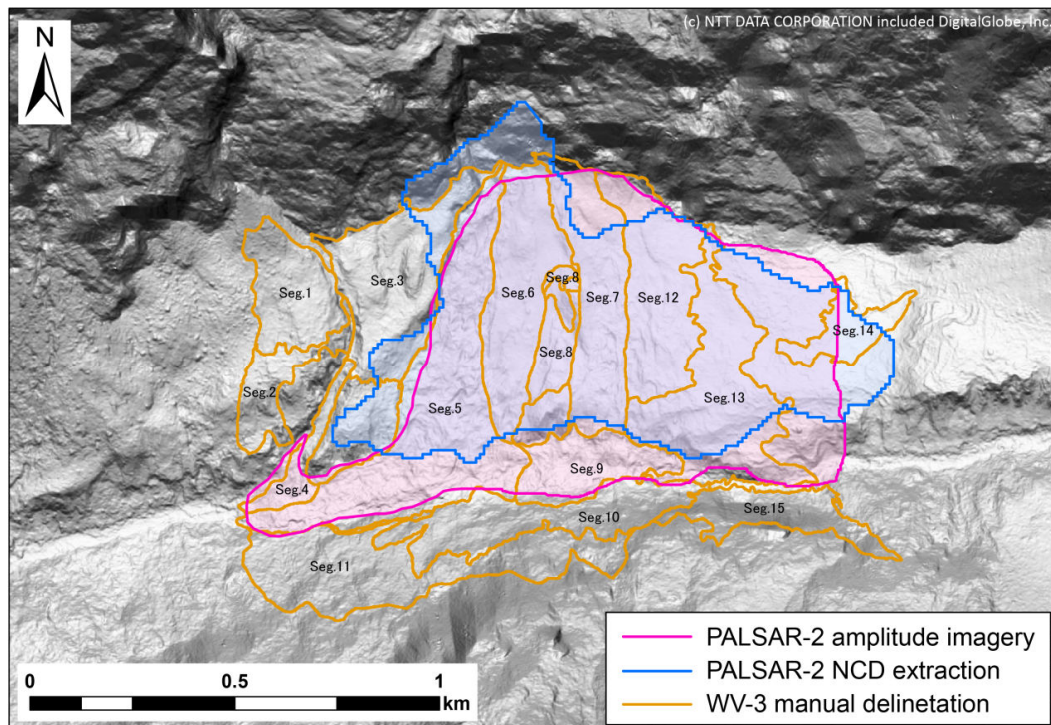 (c) NTT DATA CORPORATION included DigitalGlobe, Inc.
N
Seg.1
Seg.3
Seg.8
Seg.6
Seg.7
Seg.12
Seg.14
Seg.8
Seg.2
Seg.5
Seg.13
Seg.9
Seg.4
Seg.10
Seg.15
Seg.11
PALSAR-2 amplitude imagery
PALSAR-2 NCD extraction
WV-3 manual delinetation
0 0.5 1
km